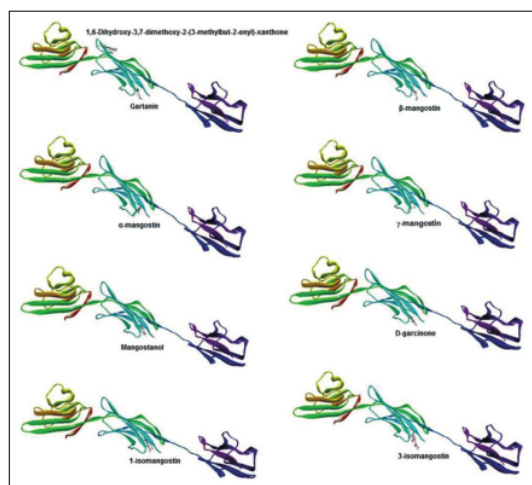 1,6-Dihydroxy-3,7-dimethoxy-2-(3-methylbut-2-enyl)-xanthone
Gartanin
β-mangostin
α-mangostin
γ-mangostin
Mangostanol
D-garcinone
1-isomangostin
3-isomangostin